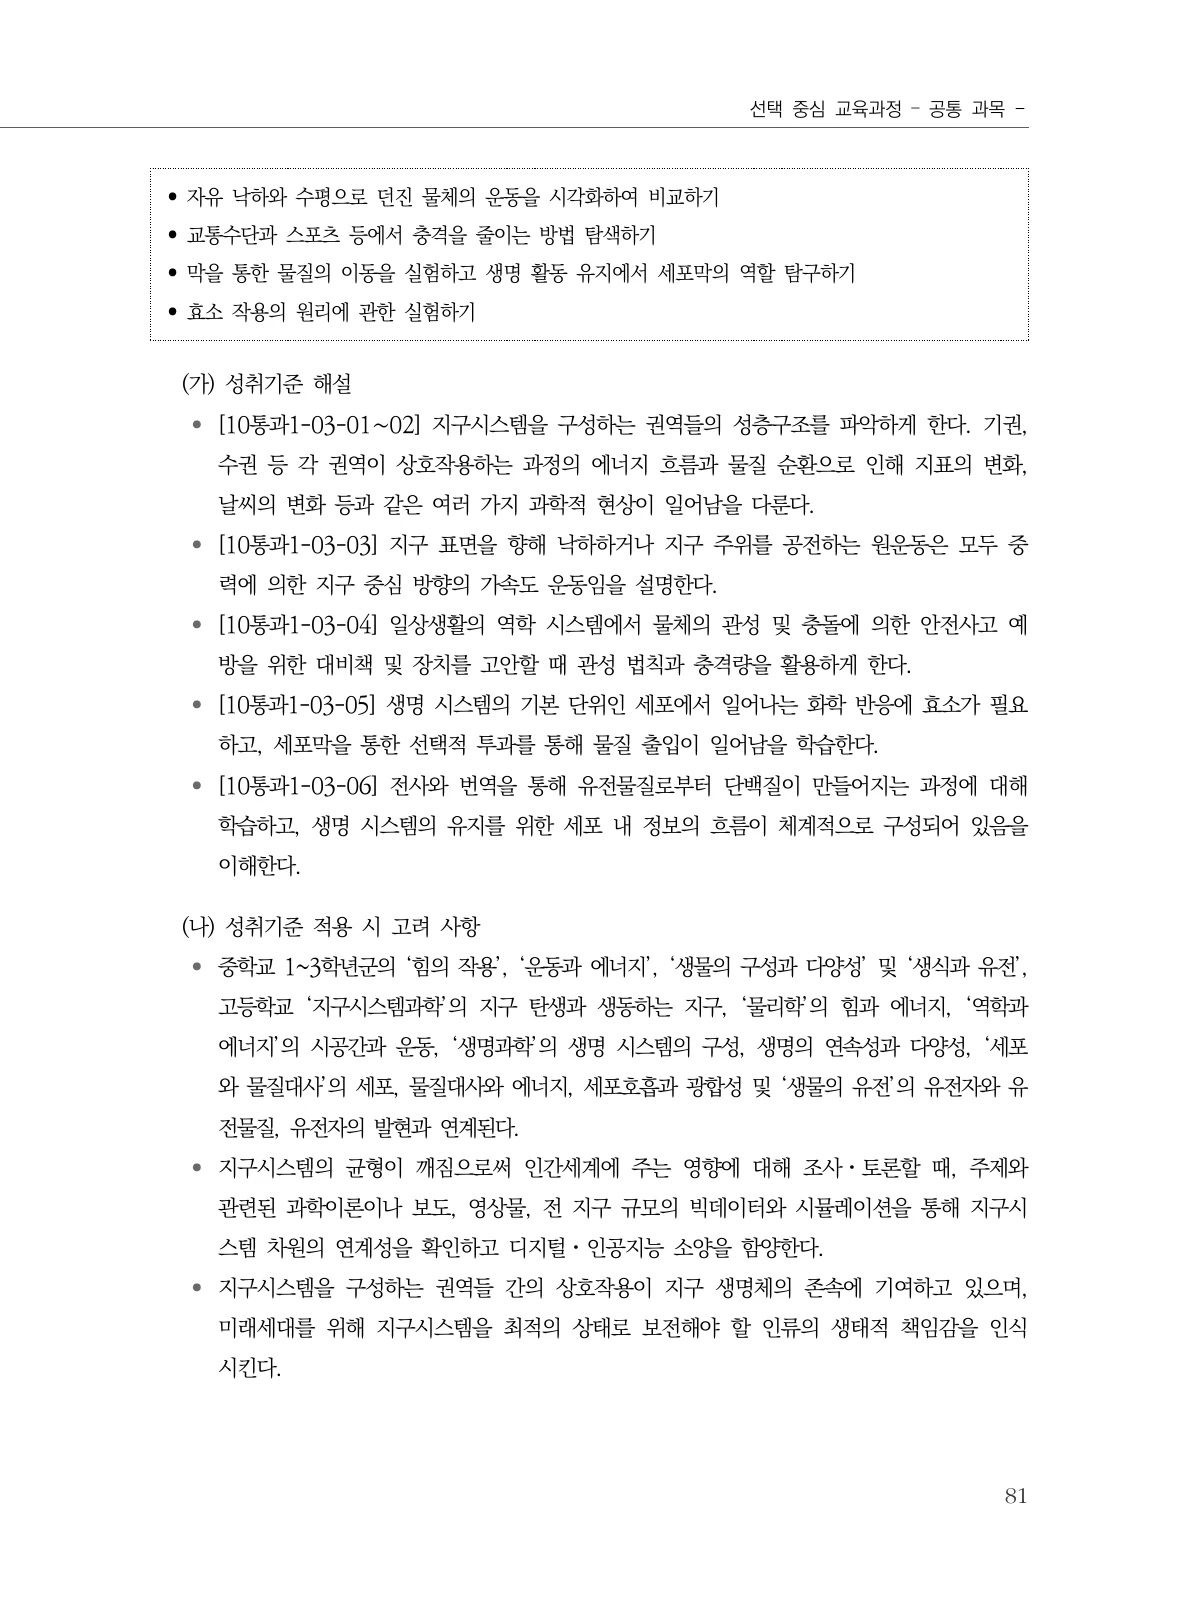 선택 중심 교육과정 - 공통 과목 -
• 자유 낙하와 수평으로 던진 물체의 운동을 시각화하여 비교하기
• 교통수단과 스포츠 등에서 충격을 줄이는 방법 탐색하기
• 막을 통한 물질의 이동을 실험하고 생명 활동 유지에서 세포막의 역할 탐구하기
• 효소 작용의 원리에 관한 실험하기
(가) 성취기준 해설
• [10통과1-03-01~02] 지구시스템을 구성하는 권역들의 성층구조를 파악하게 한다. 기권,
수권 등 각 권역이 상호작용하는 과정의 에너지 흐름과 물질 순환으로 인해 지표의 변화,
날씨의 변화 등과 같은 여러 가지 과학적 현상이 일어남을 다룬다.
• [10통과1-03-03] 지구 표면을 향해 낙하하거나 지구 주위를 공전하는 원운동은 모두 중
력에 의한 지구 중심 방향의 가속도 운동임을 설명한다.
• [10통과1-03-04] 일상생활의 역학 시스템에서 물체의 관성 및 충돌에 의한 안전사고 예
방을 위한 대비책 및 장치를 고안할 때 관성 법칙과 충격량을 활용하게 한다.
• [10통과1-03-05] 생명 시스템의 기본 단위인 세포에서 일어나는 화학 반응에 효소가 필요
하고, 세포막을 통한 선택적 투과를 통해 물질 출입이 일어남을 학습한다.
• [10통과1-03-06] 전사와 번역을 통해 유전물질로부터 단백질이 만들어지는 과정에 대해
학습하고, 생명 시스템의 유지를 위한 세포 내 정보의 흐름이 체계적으로 구성되어 있음을
이해한다.
(나) 성취기준 적용 시 고려 사항
• 중학교 1~3학년군의 ‘힘의 작용’, ‘운동과 에너지’, ‘생물의 구성과 다양성’ 및 ‘생식과 유전’,
고등학교 ‘지구시스템과학’의 지구 탄생과 생동하는 지구, ‘물리학’의 힘과 에너지, ‘역학과
에너지’의 시공간과 운동, ‘생명과학’의 생명 시스템의 구성, 생명의 연속성과 다양성, ‘세포
와 물질대사’의 세포, 물질대사와 에너지, 세포호흡과 광합성 및 ‘생물의 유전’의 유전자와 유
전물질, 유전자의 발현과 연계된다.
• 지구시스템의 균형이 깨짐으로써 인간세계에 주는 영향에 대해 조사・토론할 때, 주제와
관련된 과학이론이나 보도, 영상물, 전 지구 규모의 빅데이터와 시뮬레이션을 통해 지구시
스템 차원의 연계성을 확인하고 디지털・인공지능 소양을 함양한다.
• 지구시스템을 구성하는 권역들 간의 상호작용이 지구 생명체의 존속에 기여하고 있으며,
미래세대를 위해 지구시스템을 최적의 상태로 보전해야 할 인류의 생태적 책임감을 인식
시킨다.
81